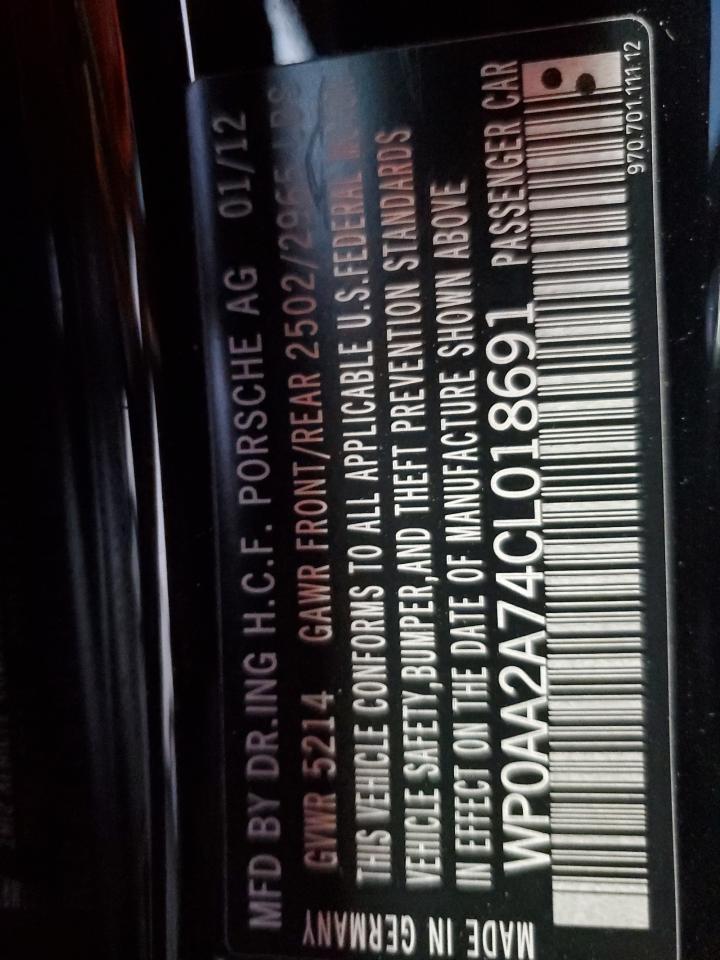 MFD BY DR.ING H.C.F. PORSCHE AG 01/12
GVWR 5214 GAWR FRONT/REAR 2502/2965 LBS
THIS VEHICLE CONFORMS TO ALL APPLICABLE U.S.FEDERAL
VEHICLE SAFETY,BUMPER,AND THEFT PREVENTION STANDARDS
IN EFFECT ON THE DATE OF MANUFACTURE SHOWN ABOVE
WP0AA2A74CL018691 PASSENGER CAR
MADE IN GERMANY
970.701.111.12